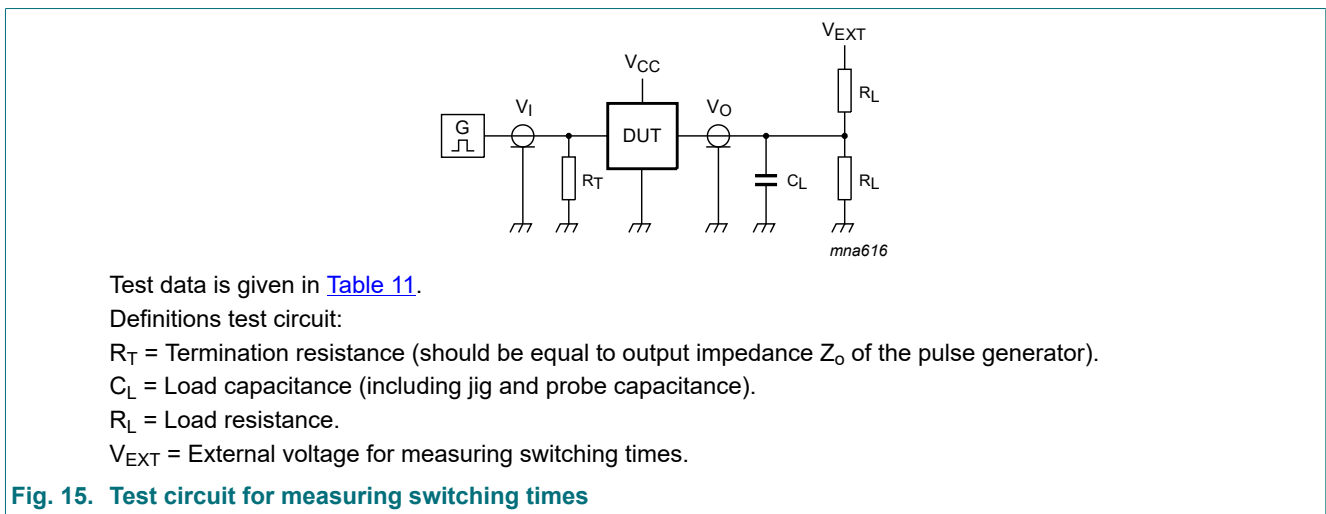 VEXT
VCC
RL
VI
VO
G
DUT
RT
CL
RL
mna616
Test data is given in Table 11.
Definitions test circuit:
RT = Termination resistance (should be equal to output impedance Zo of the pulse generator).
CL = Load capacitance (including jig and probe capacitance).
RL = Load resistance.
VEXT = External voltage for measuring switching times.
Fig. 15. Test circuit for measuring switching times